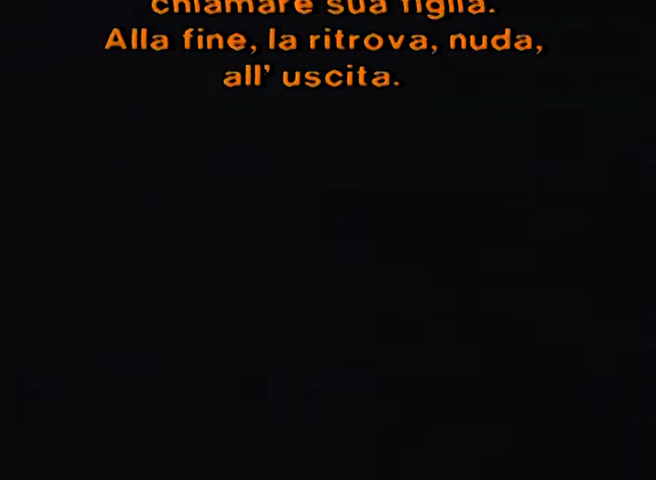 chiamare sua figlia.
Alla fine, la ritrova, nuda,
all' uscita.